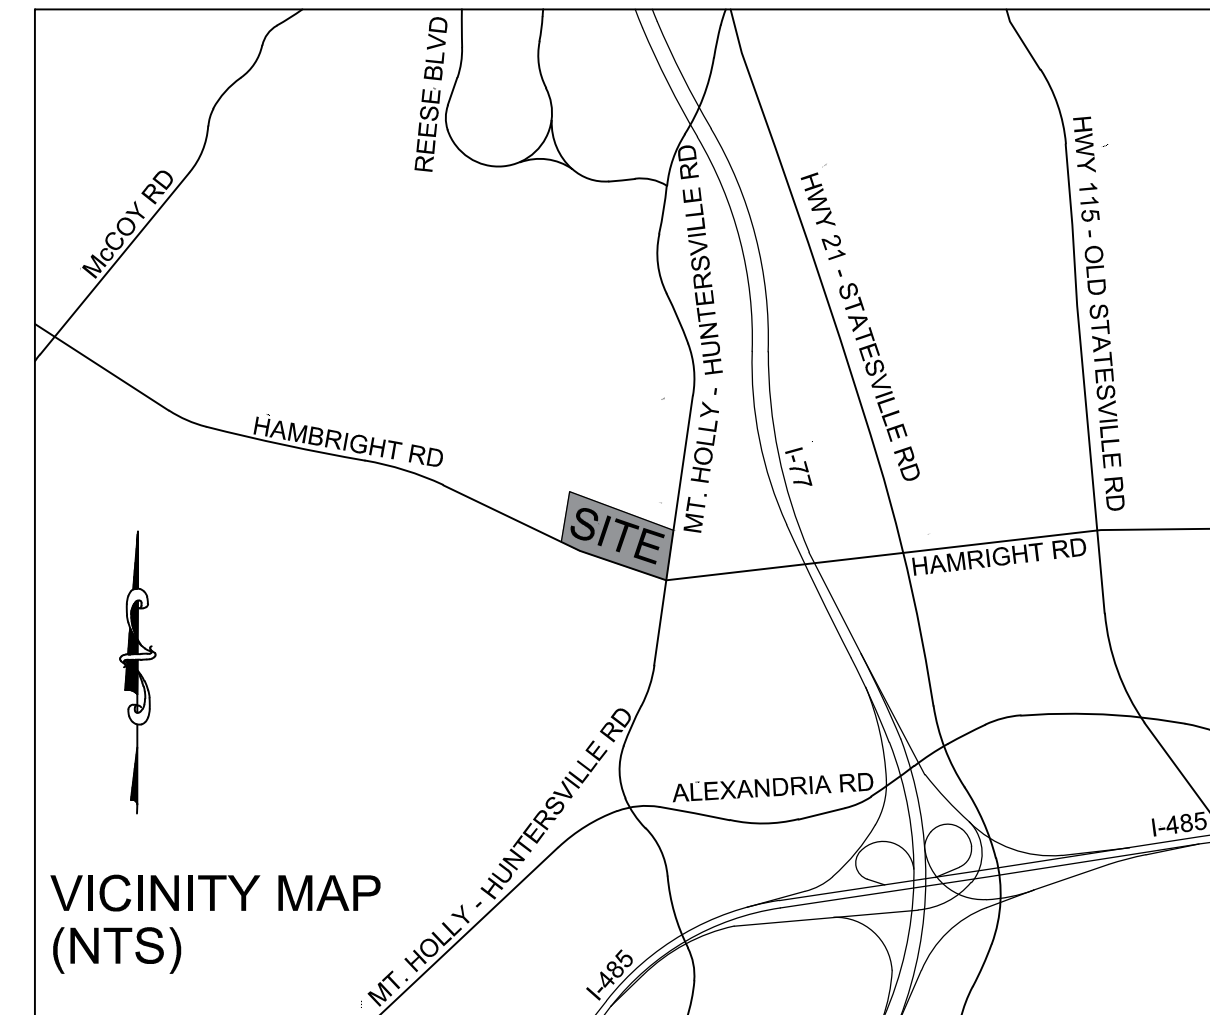 REESE BLVD
McCOY RD
MT. HOLLY - HUNTERSVILLE RD
HWY 21 - STATESVILLE RD
HWY 115 - OLD STATESVILLE RD
HAMBRIGHT RD
I-77
SITE
HAMRIGHT RD
MT. HOLLY - HUNTERSVILLE RD
ALEXANDRIA RD
I-485
VICINITY MAP
(NTS)
I-485